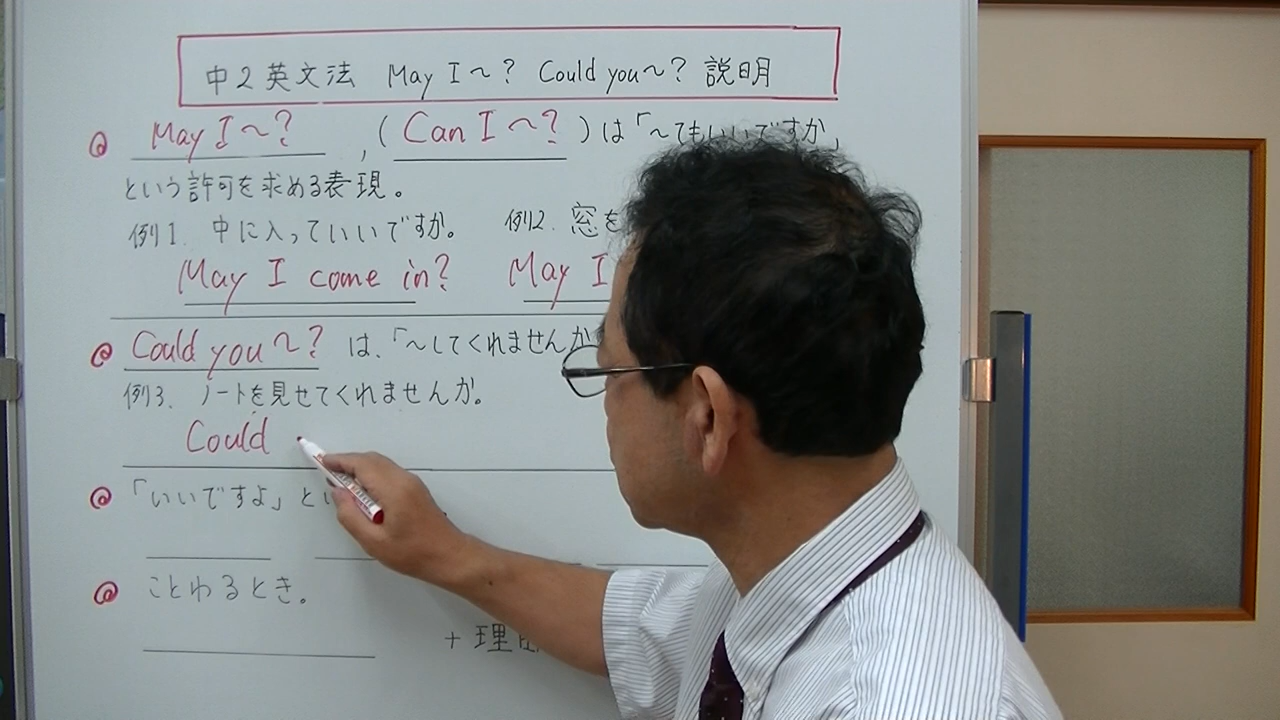 中2英文法 May I～? Could you～? 説明
@ May I～? , ( Can I～? ) は「～てもいいですか」
という許可を求める表現。
例1. 中に入っていいですか。 例2. 窓を
May I come in? May I
@ Could you～? は、「～してくれませんか
例3. ノートを見せてくれませんか。
Could
@ 「いいですよ」とい
@ ことわるとき。
+ 理由